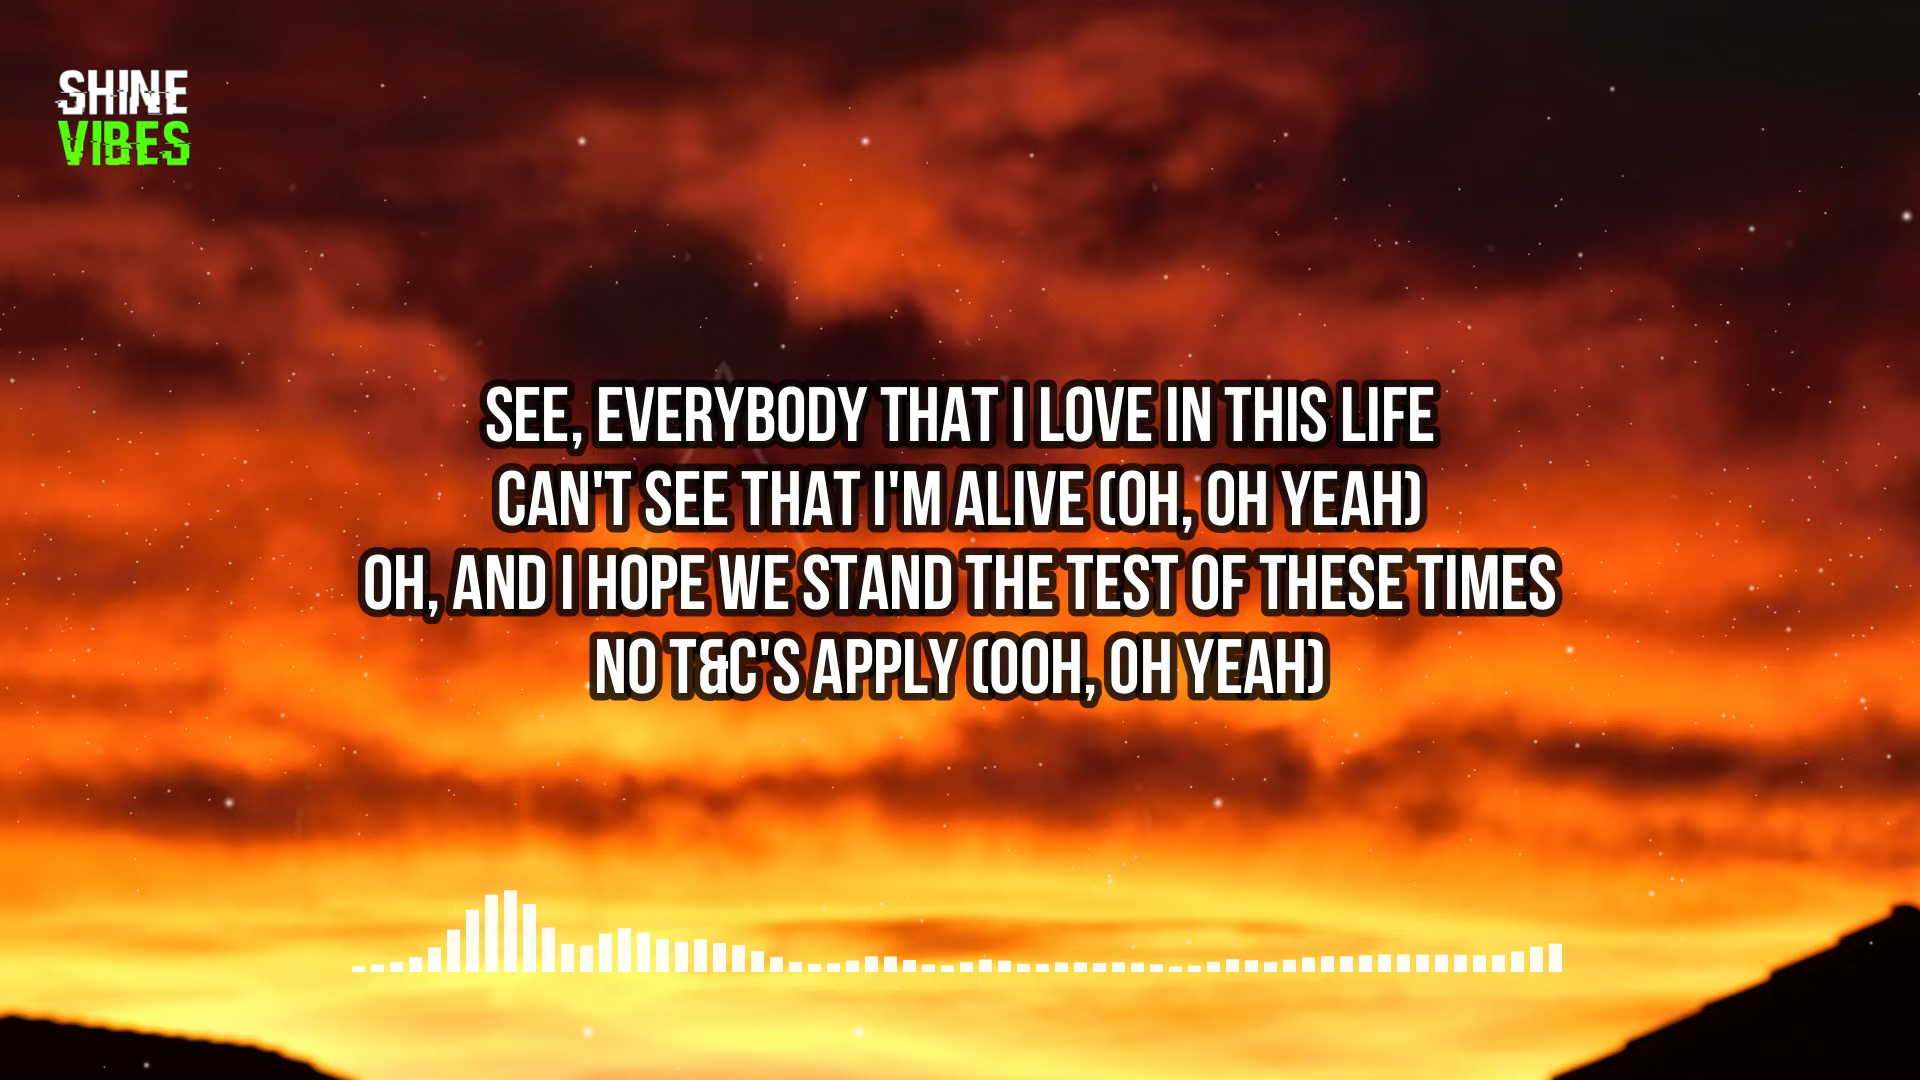 SHINE
VIBES
SEE, EVERYBODY THAT I LOVE IN THIS LIFE
CAN'T SEE THAT I'M ALIVE (OH, OH YEAH)
OH, AND I HOPE WE STAND THE TEST OF THESE TIMES
NO T&C'S APPLY (OOH, OH YEAH)